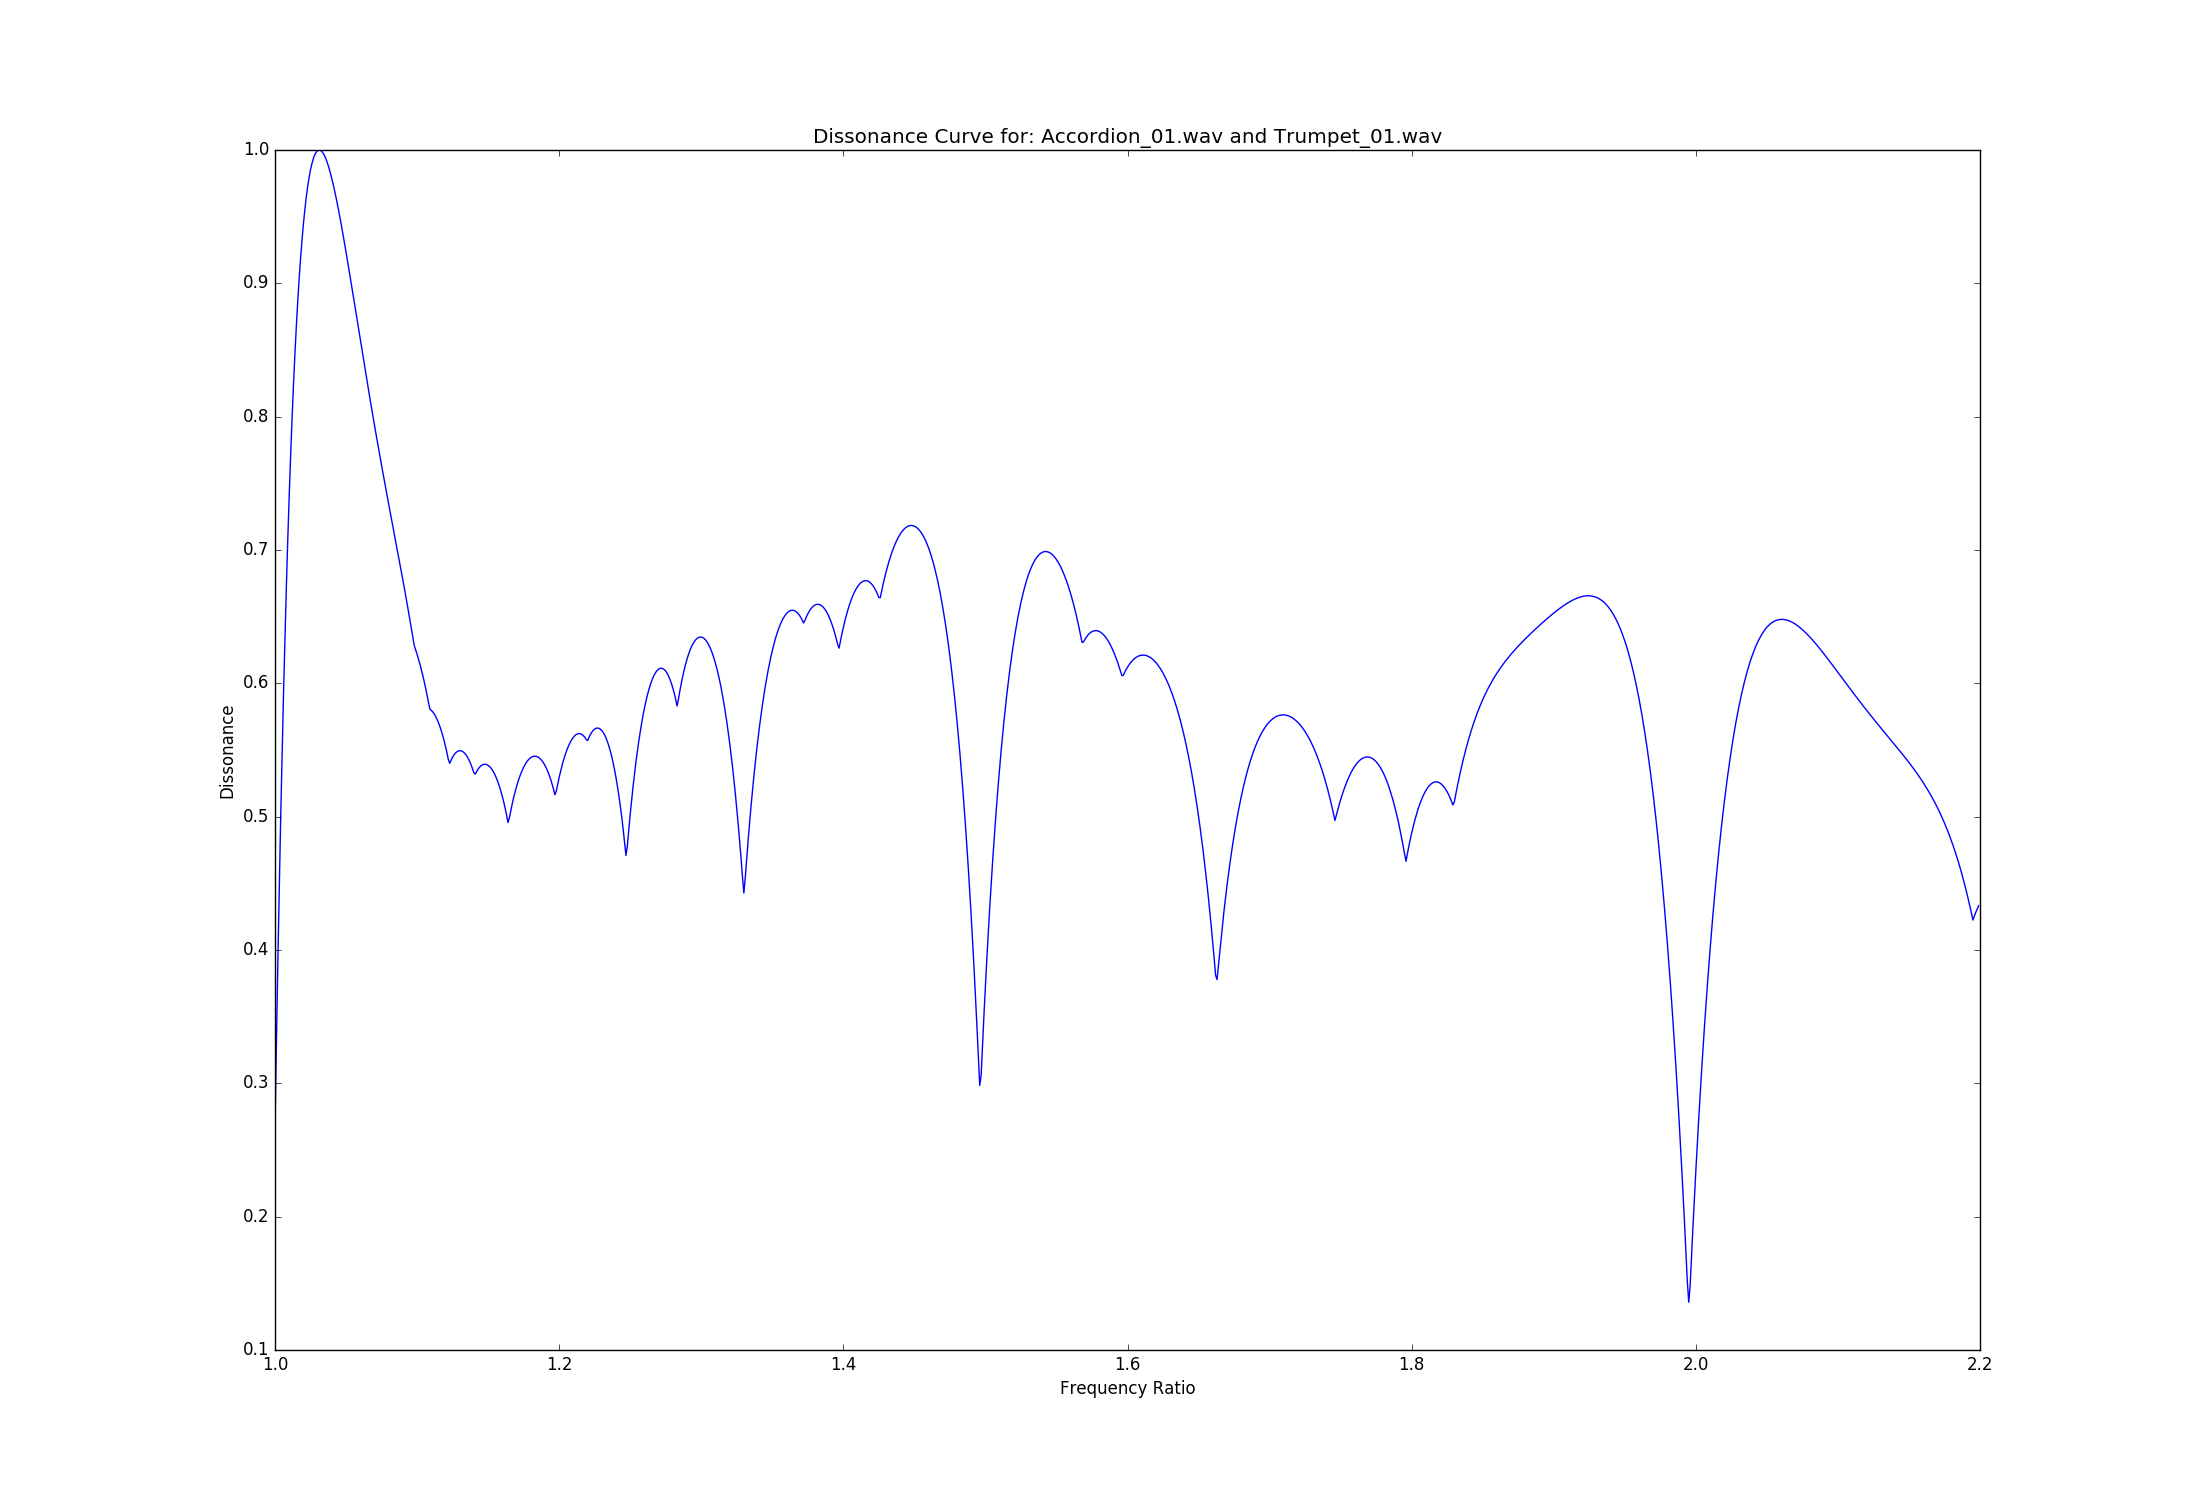 Dissonance Curve for: Accordion_01.wav and Trumpet_01.wav
1.0
0.9
0.8
0.7
0.6
0.5
0.4
0.3
0.2
0.1
Dissonance
1.0 1.2 1.4 1.6 1.8 2.0 2.2
Frequency Ratio